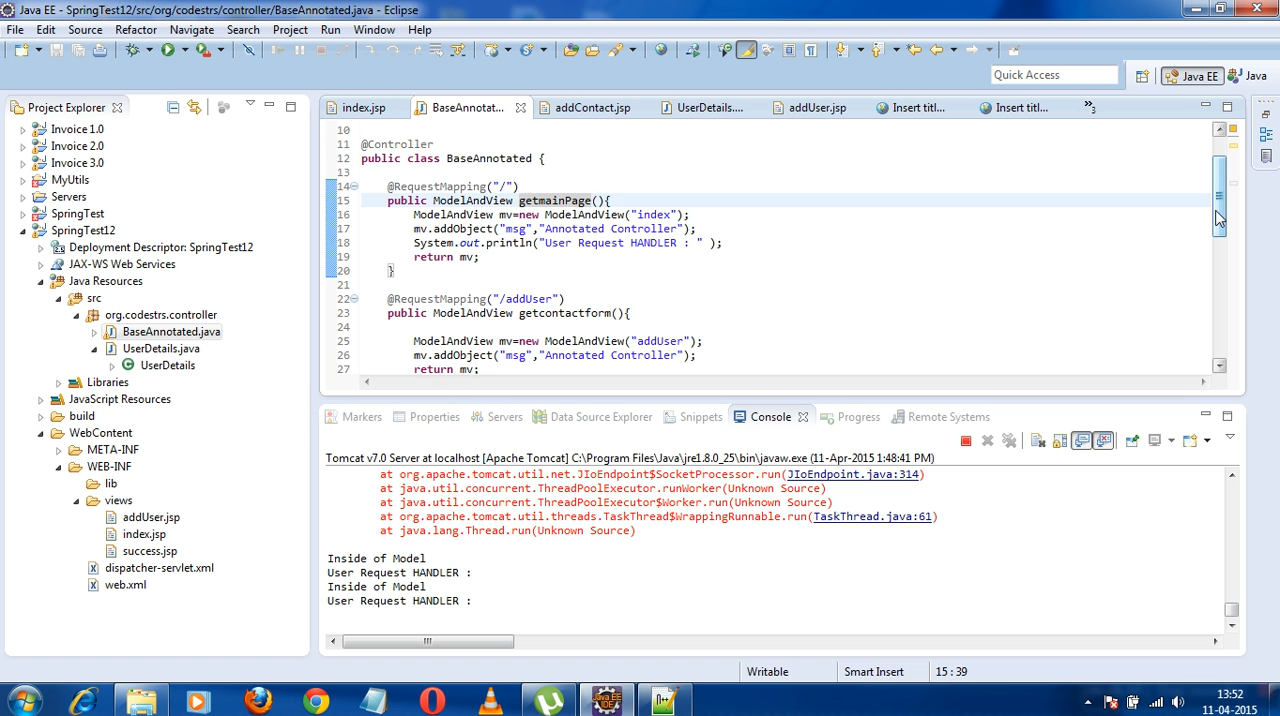 Java EE - SpringTest12/src/org/codestrs/controller/BaseAnnotated.java - Eclipse
File Edit Source Refactor Navigate Search Project Run Window Help
Quick Access
Java EE
Java
Project Explorer
Invoice 1.0
Invoice 2.0
Invoice 3.0
MyUtils
Servers
SpringTest
SpringTest12
Deployment Descriptor: SpringTest12
JAX-WS Web Services
Java Resources
src
org.codestrs.controller
BaseAnnotated.java
UserDetails.java
UserDetails
Libraries
JavaScript Resources
build
WebContent
META-INF
WEB-INF
lib
views
addUser.jsp
index.jsp
success.jsp
dispatcher-servlet.xml
web.xml
index.jsp BaseAnnotat... addContact.jsp UserDetails.... addUser.jsp Insert titl... Insert titl... »3
10
11 @Controller
12 public class BaseAnnotated {
13
14 @RequestMapping("/")
15 public ModelAndView getmainPage(){
16 ModelAndView mv=new ModelAndView("index");
17 mv.addObject("msg","Annotated Controller");
18 System.out.println("User Request HANDLER : " );
19 return mv;
20 }
21
22 @RequestMapping("/addUser")
23 public ModelAndView getcontactform(){
24
25 ModelAndView mv=new ModelAndView("addUser");
26 mv.addObject("msg","Annotated Controller");
27 return mv;
Markers Properties Servers Data Source Explorer Snippets Console Progress Remote Systems
Tomcat v7.0 Server at localhost [Apache Tomcat] C:\Program Files\Java\jre1.8.0_25\bin\javaw.exe (11-Apr-2015 1:48:41 PM)
at org.apache.tomcat.util.net.JIoEndpoint$SocketProcessor.run(JIoEndpoint.java:314)
at java.util.concurrent.ThreadPoolExecutor.runWorker(Unknown Source)
at java.util.concurrent.ThreadPoolExecutor$Worker.run(Unknown Source)
at org.apache.tomcat.util.threads.TaskThread$WrappingRunnable.run(TaskThread.java:61)
at java.lang.Thread.run(Unknown Source)
Inside of Model
User Request HANDLER :
Inside of Model
User Request HANDLER :
Writable
Smart Insert
15 : 39
13:52
11-04-2015